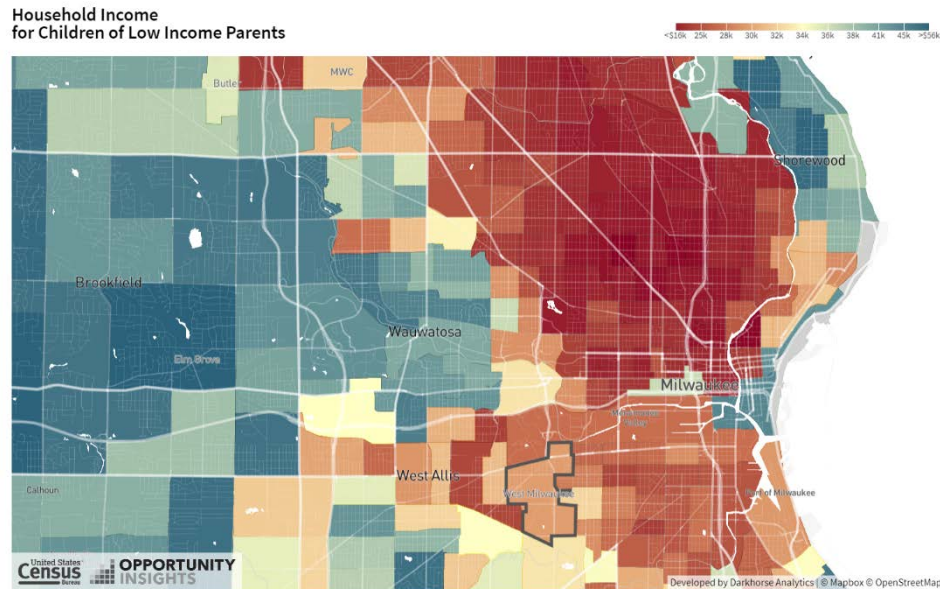 Household Income
for Children of Low Income Parents
<$16k 25k 28k 30k 32k 34k 36k 38k 41k 45k >$56k
Butler
MWC
Shorewood
Brookfield
Wauwatosa
Elm Grove
Milwaukee
Menomonee
Valley
West Allis
Calhoun
West Milwaukee
Port of Milwaukee
United States
Census
Bureau
OPPORTUNITY
INSIGHTS
Developed by Darkhorse Analytics | © Mapbox © OpenStreetMap